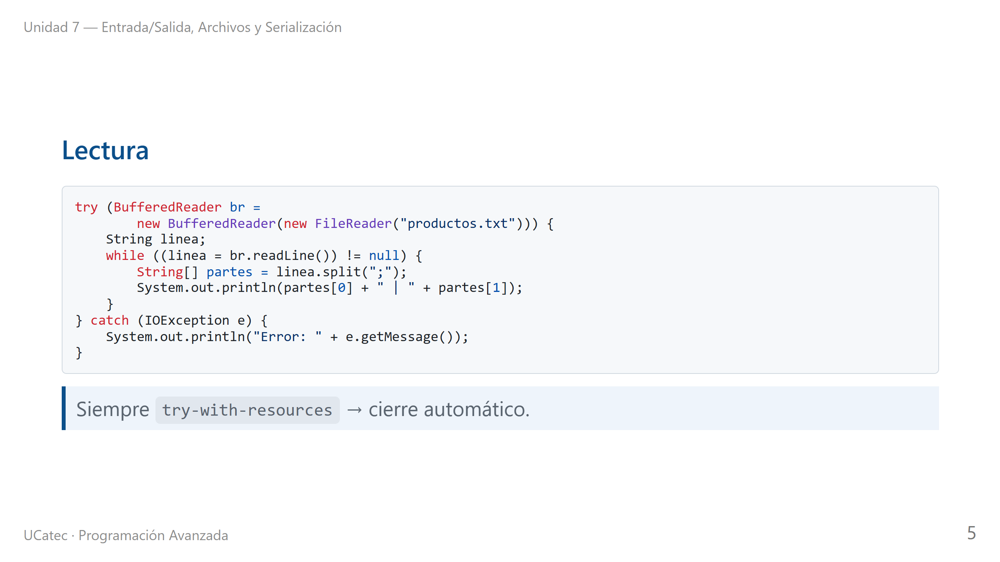 Unidad 7 — Entrada/Salida, Archivos y Serialización
Lectura
try (BufferedReader br =
        new BufferedReader(new FileReader("productos.txt"))) {
    String linea;
    while ((linea = br.readLine()) != null) {
        String[] partes = linea.split(";");
        System.out.println(partes[0] + " | " + partes[1]);
    }
} catch (IOException e) {
    System.out.println("Error: " + e.getMessage());
}
Siempre try-with-resources → cierre automático.
UCatec · Programación Avanzada
5